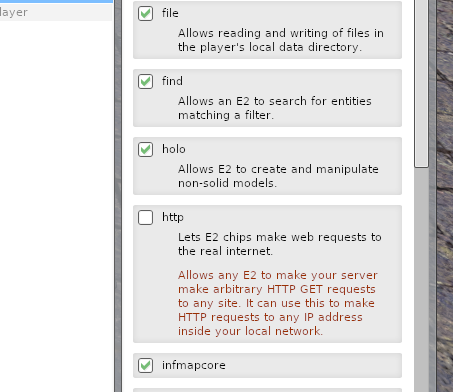 layer
file
Allows reading and writing of files in
the player's local data directory.
find
Allows an E2 to search for entities
matching a filter.
holo
Allows E2 to create and manipulate
non-solid models.
http
Lets E2 chips make web requests to
the real internet.
Allows any E2 to make your server
make arbitrary HTTP GET requests
to any site. It can use this to make
HTTP requests to any IP address
inside your local network.
infmapcore